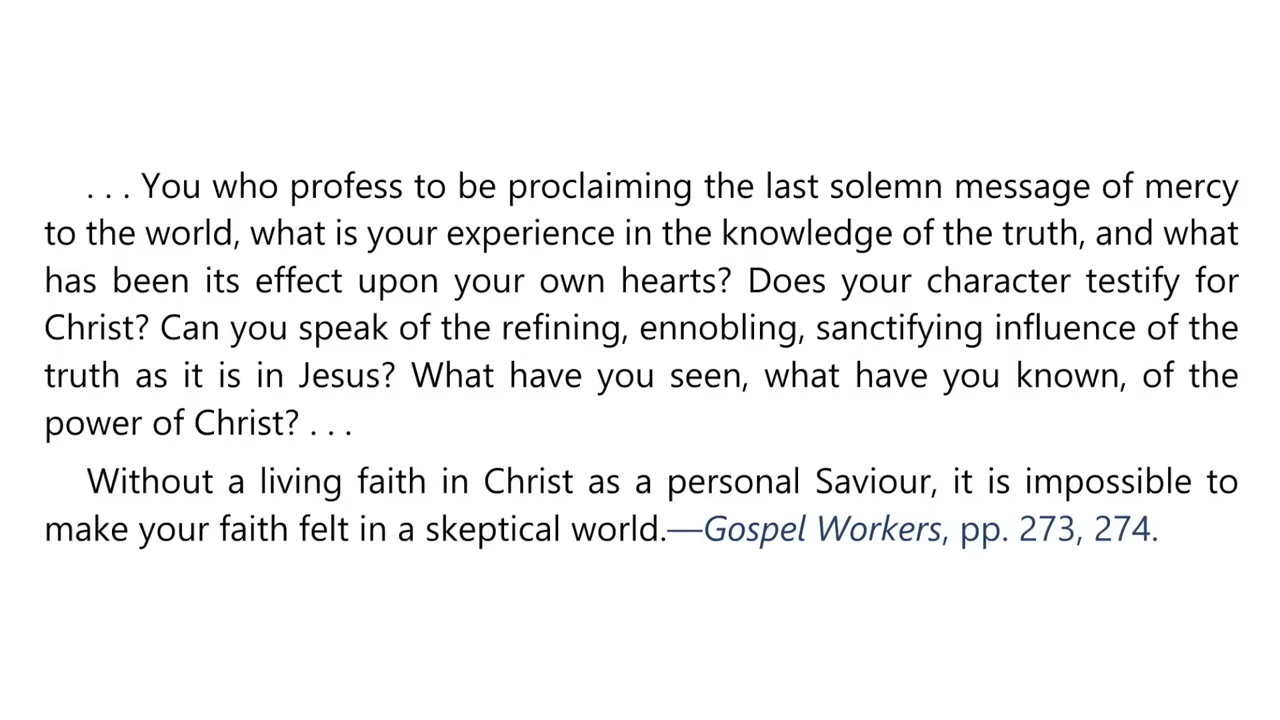 . . . You who profess to be proclaiming the last solemn message of mercy
to the world, what is your experience in the knowledge of the truth, and what
has been its effect upon your own hearts? Does your character testify for
Christ? Can you speak of the refining, ennobling, sanctifying influence of the
truth as it is in Jesus? What have you seen, what have you known, of the
power of Christ? . . .
Without a living faith in Christ as a personal Saviour, it is impossible to
make your faith felt in a skeptical world.—Gospel Workers, pp. 273, 274.